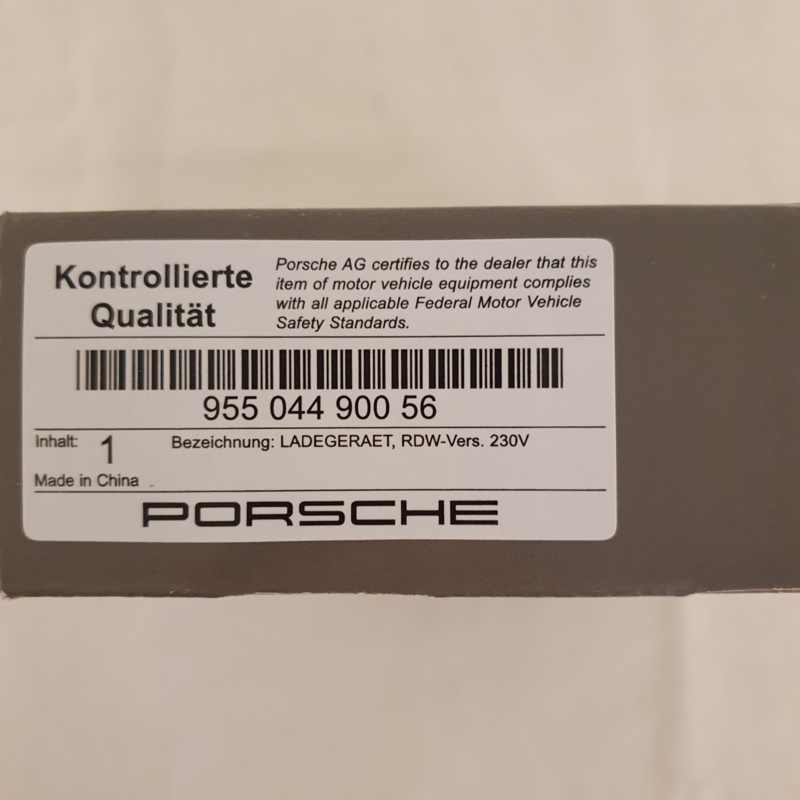 Kontrollierte
Qualität
Porsche AG certifies to the dealer that this
item of motor vehicle equipment complies
with all applicable Federal Motor Vehicle
Safety Standards.
955 044 900 56
Inhalt: 1 Bezeichnung: LADEGERAET, RDW-Vers. 230V
Made in China
PORSCHE